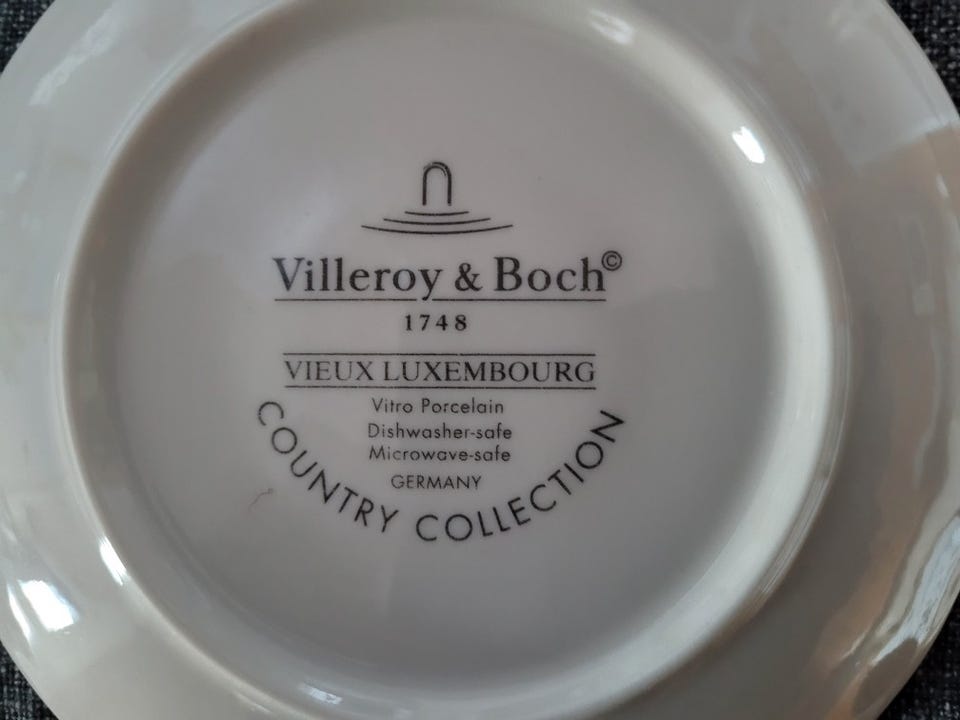 Villeroy & Boch©
1748
VIEUX LUXEMBOURG
Vitro Porcelain
Dishwasher-safe
Microwave-safe
GERMANY
COUNTRY COLLECTION